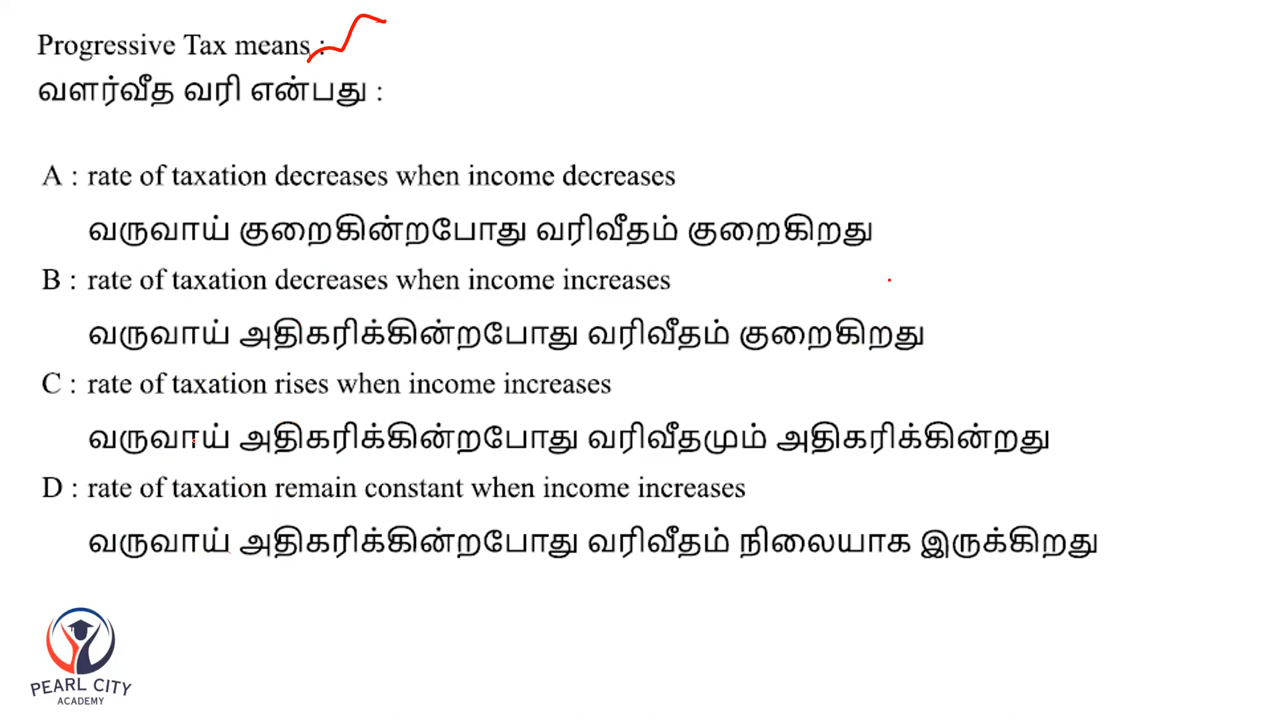 Progressive Tax means :
வளர்வீத வரி என்பது :
A : rate of taxation decreases when income decreases
வருவாய் குறைகின்றபோது வரிவீதம் குறைகிறது
B : rate of taxation decreases when income increases
வருவாய் அதிகரிக்கின்றபோது வரிவீதம் குறைகிறது
C : rate of taxation rises when income increases
வருவாய் அதிகரிக்கின்றபோது வரிவீதமும் அதிகரிக்கின்றது
D : rate of taxation remain constant when income increases
வருவாய் அதிகரிக்கின்றபோது வரிவீதம் நிலையாக இருக்கிறது
PEARL CITY
ACADEMY